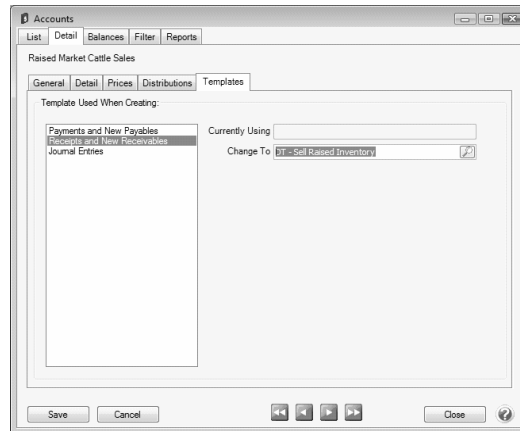 Accounts
List Detail Balances Filter Reports
Raised Market Cattle Sales
General Detail Prices Distributions Templates
Template Used When Creating:
Payments and New Payables
Receipts and New Receivables
Journal Entries
Currently Using
Change To DT - Sell Raised Inventory
Save Cancel Close ?